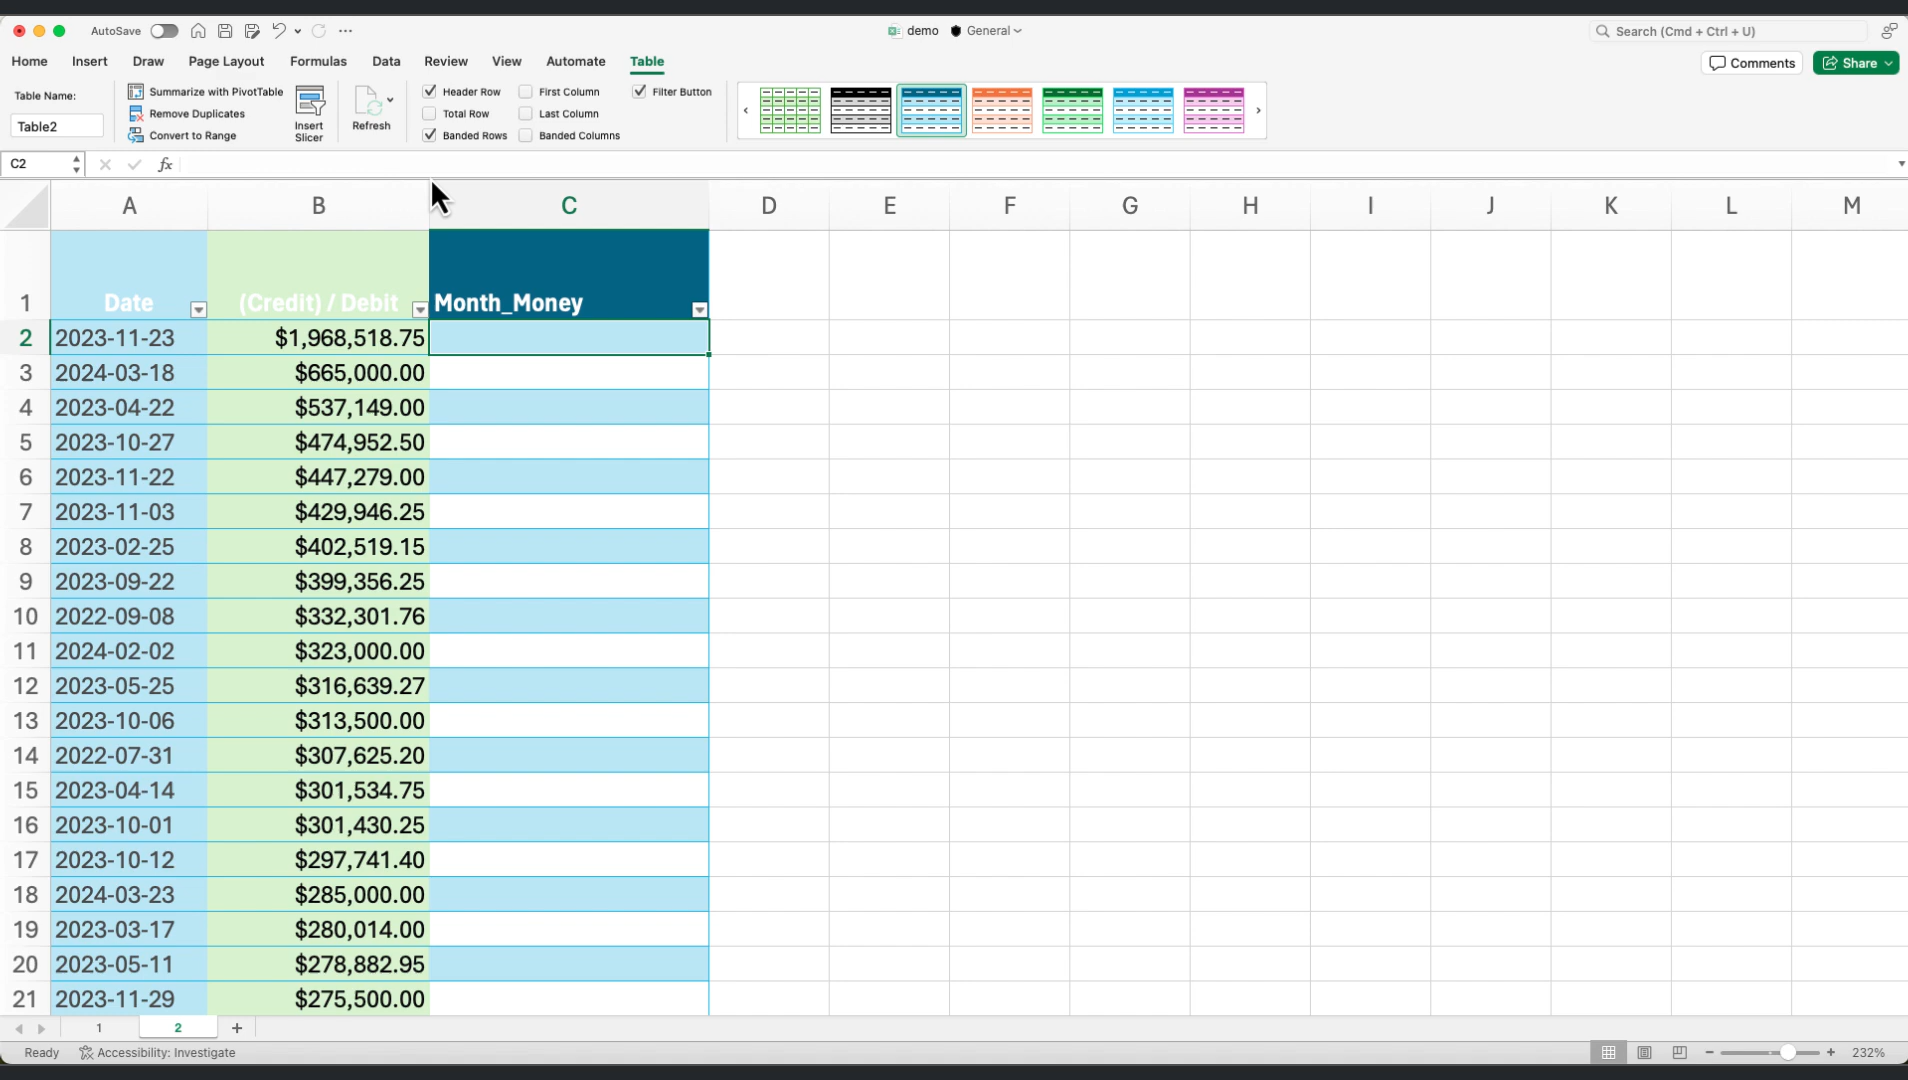 AutoSave
demo General
Search (Cmd + Ctrl + U)
Home Insert Draw Page Layout Formulas Data Review View Automate Table
Comments Share
Table Name:
Table2
Summarize with PivotTable
Remove Duplicates
Convert to Range
Insert
Slicer
Refresh
Header Row First Column Filter Button
Total Row Last Column
Banded Rows Banded Columns
C2 fx
A B C D E F G H I J K L M
1 Date (Credit) / Debit Month_Money
2 2023-11-23 $1,968,518.75
3 2024-03-18 $665,000.00
4 2023-04-22 $537,149.00
5 2023-10-27 $474,952.50
6 2023-11-22 $447,279.00
7 2023-11-03 $429,946.25
8 2023-02-25 $402,519.15
9 2023-09-22 $399,356.25
10 2022-09-08 $332,301.76
11 2024-02-02 $323,000.00
12 2023-05-25 $316,639.27
13 2023-10-06 $313,500.00
14 2022-07-31 $307,625.20
15 2023-04-14 $301,534.75
16 2023-10-01 $301,430.25
17 2023-10-12 $297,741.40
18 2024-03-23 $285,000.00
19 2023-03-17 $280,014.00
20 2023-05-11 $278,882.95
21 2023-11-29 $275,500.00
1 2 +
Ready Accessibility: Investigate
232%